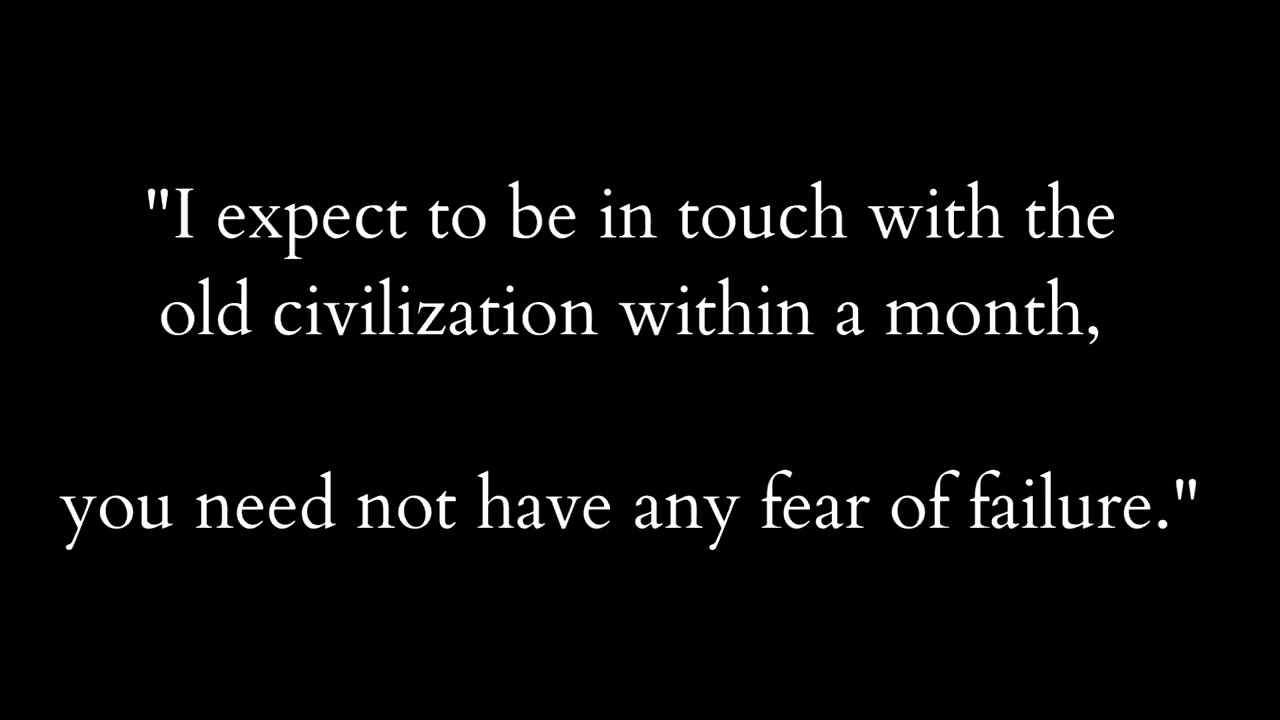 "I expect to be in touch with the
old civilization within a month,
you need not have any fear of failure."